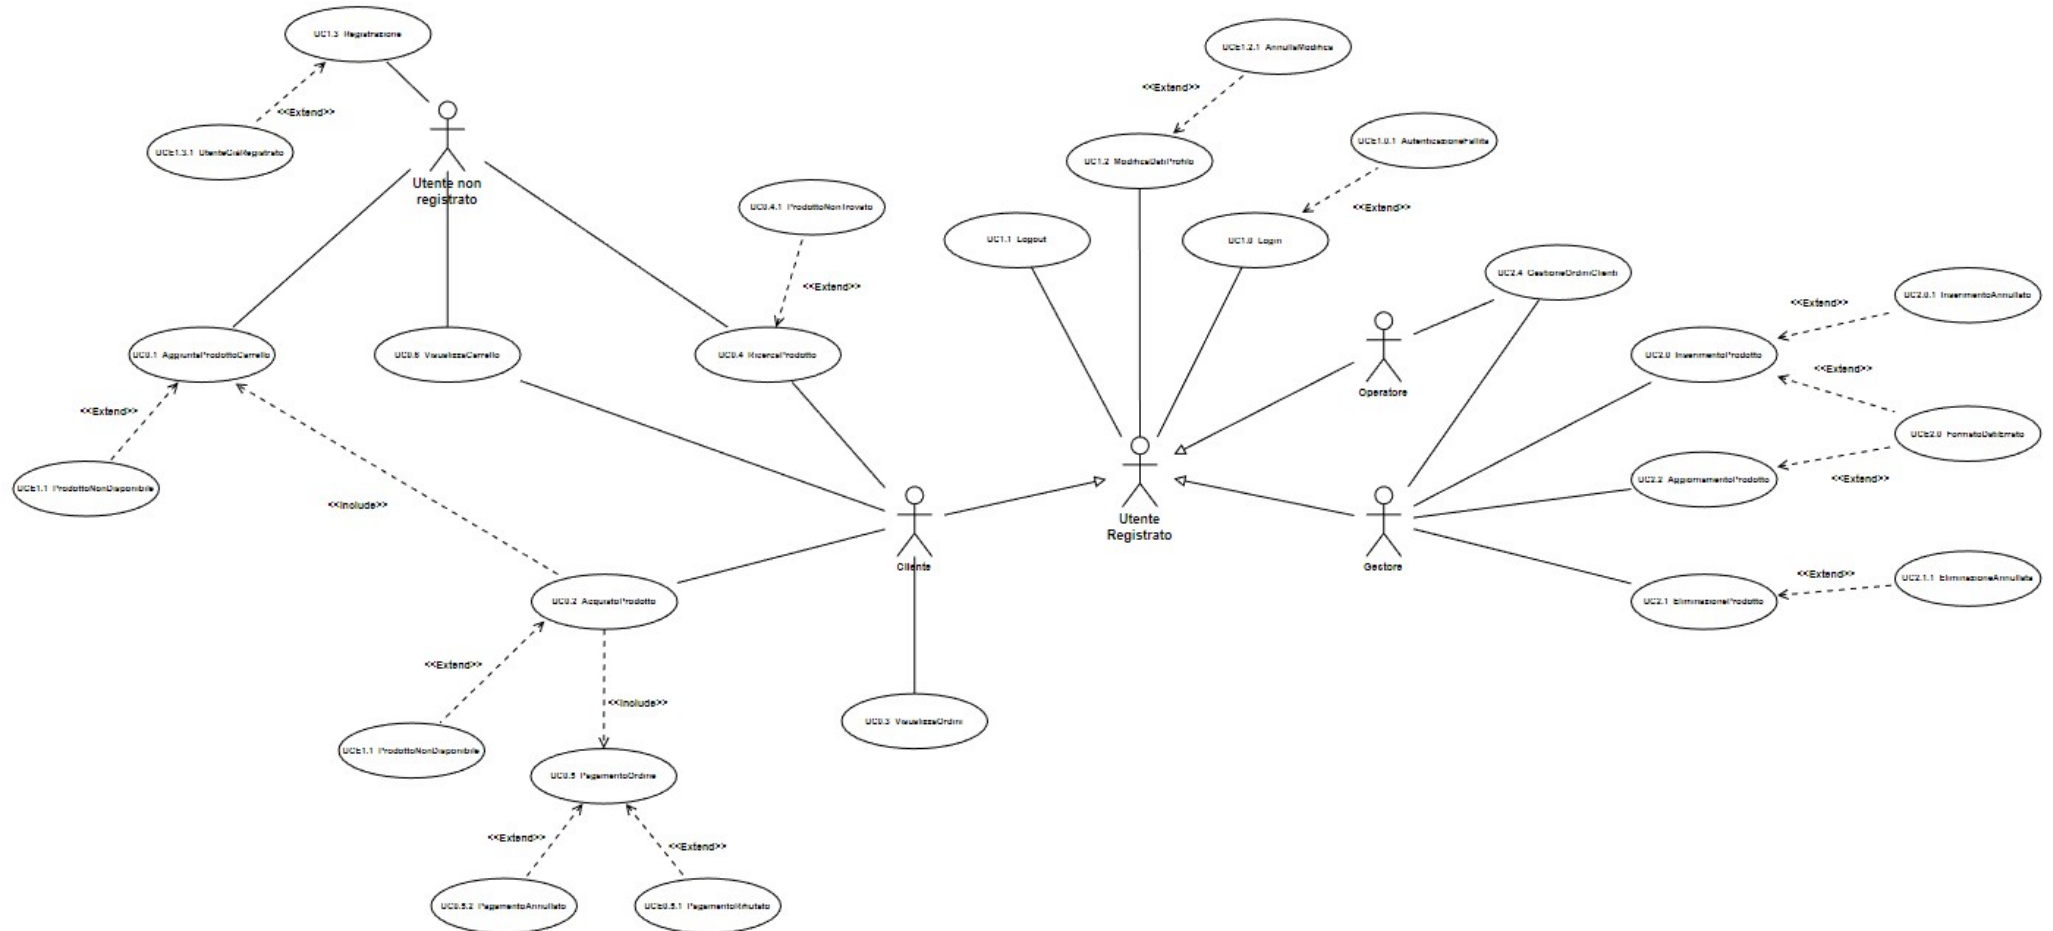 UC1.3 Registrazione
<<Extend>>
UCE1.3.1 UtenteGiàRegistrato
Utente non
registrato
UC0.4.1 ProdottoNonTrovato
<<Extend>>
UC0.1 AggiuntaProdottoCarrello
UC0.6 VisualizzaCarrello
UC0.4 RicercaProdotto
<<Extend>>
UCE1.1 ProdottoNonDisponibile
<<Include>>
UC0.2 AcquistoProdotto
<<Extend>>
<<Include>>
UCE1.1 ProdottoNonDisponibile
UC0.5 PagamentoOrdine
<<Extend>>
<<Extend>>
UC0.5.2 PagamentoAnnullato
UCE0.5.1 PagamentoRifiutato
Cliente
UC0.3 VisualizzaOrdini
UCE1.2.1 AnnullaModifica
<<Extend>>
UC1.2 ModificaDatiProfilo
UCE1.0.1 AutenticazioneFallita
<<Extend>>
UC1.1 Logout
UC1.0 Login
Utente
Registrato
Operatore
Gestore
UC2.4 GestioneOrdiniClienti
UC2.0.1 InserimentoAnnullato
<<Extend>>
UC2.0 InserimentoProdotto
<<Extend>>
UCE2.0 FormatoDatiErrato
UC2.2 AggiornamentoProdotto
<<Extend>>
<<Extend>>
UC2.1.1 EliminazioneAnnullata
UC2.1 EliminazioneProdotto